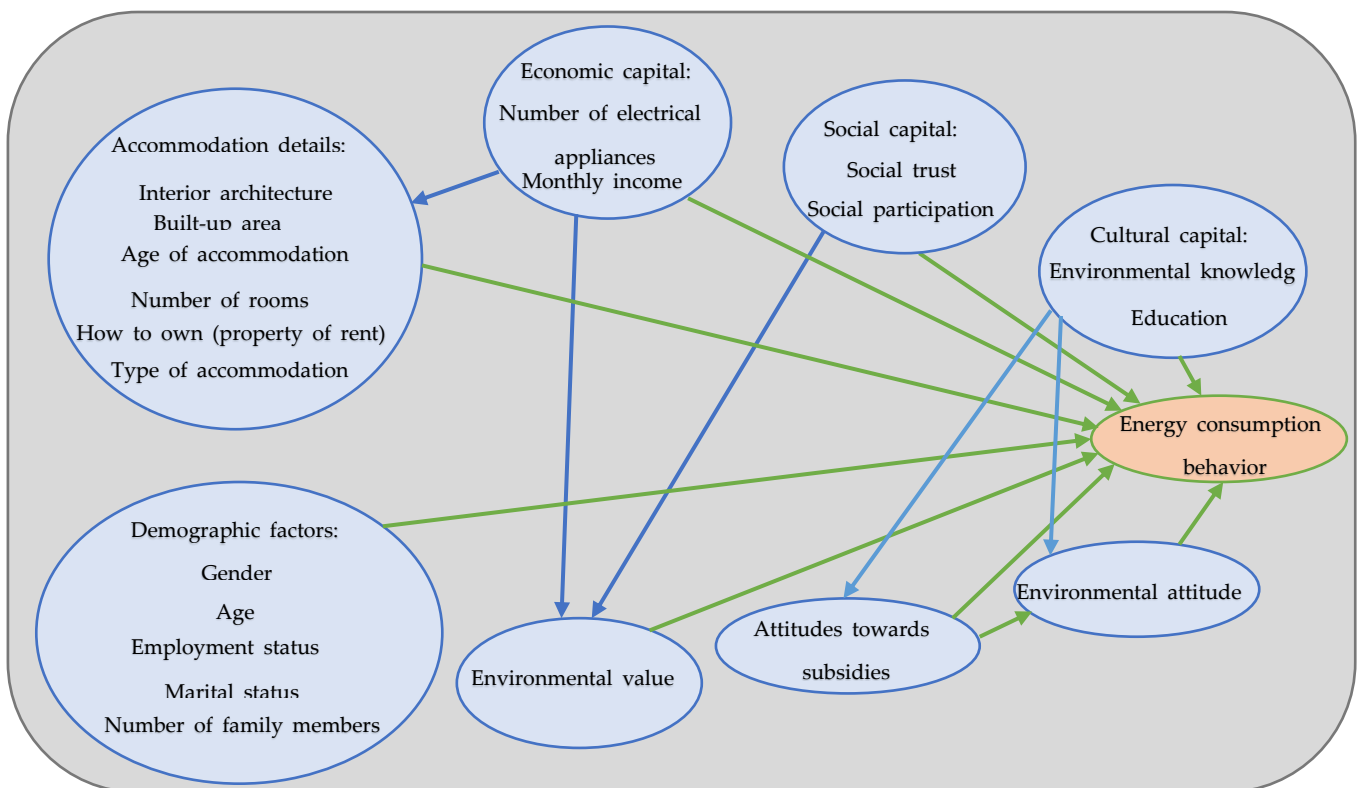 Economic capital:
Number of electrical
appliances
Monthly income
Social capital:
Social trust
Social participation
Accommodation details:
Interior architecture
Built-up area
Age of accommodation
Number of rooms
How to own (property of rent)
Type of accommodation
Cultural capital:
Environmental knowledg
Education
Energy consumption
behavior
Demographic factors:
Gender
Age
Employment status
Marital status
Number of family members
Environmental value
Attitudes towards
subsidies
Environmental attitude